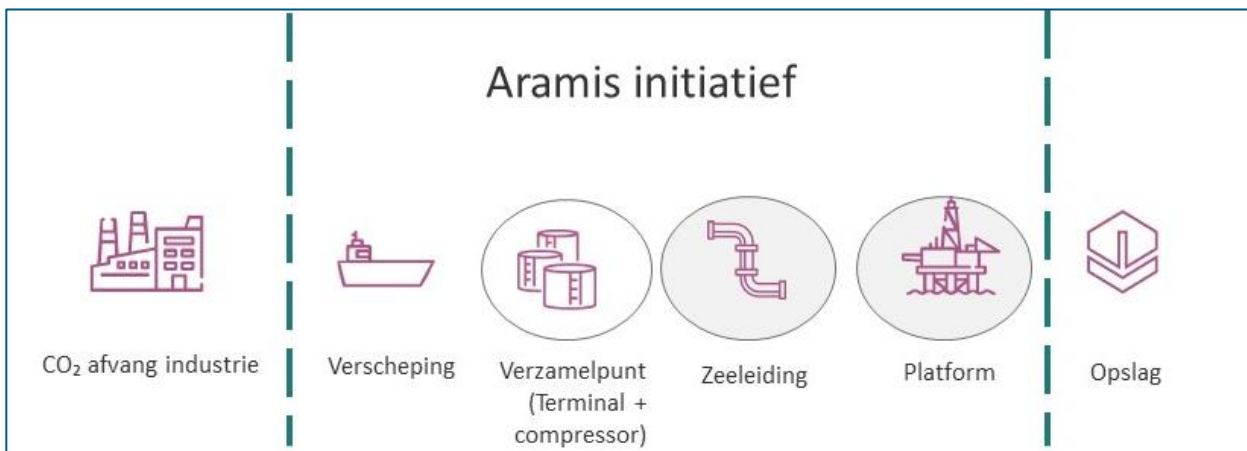 Aramis initiatief
CO₂ afvang industrie
Verscheping
Verzamelpunt
(Terminal +
compressor)
Zeeleiding
Platform
Opslag